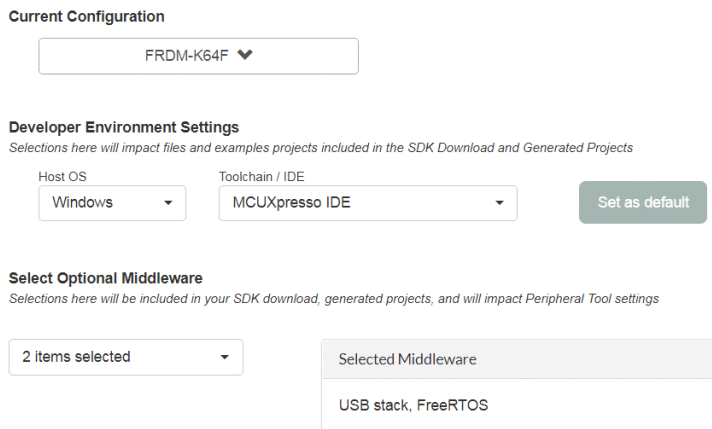 Current Configuration
FRDM-K64F
Developer Environment Settings
Selections here will impact files and examples projects included in the SDK Download and Generated Projects
Host OS
Toolchain / IDE
Windows
MCUXpresso IDE
Set as default
Select Optional Middleware
Selections here will be included in your SDK download, generated projects, and will impact Peripheral Tool settings
2 items selected
Selected Middleware
USB stack, FreeRTOS